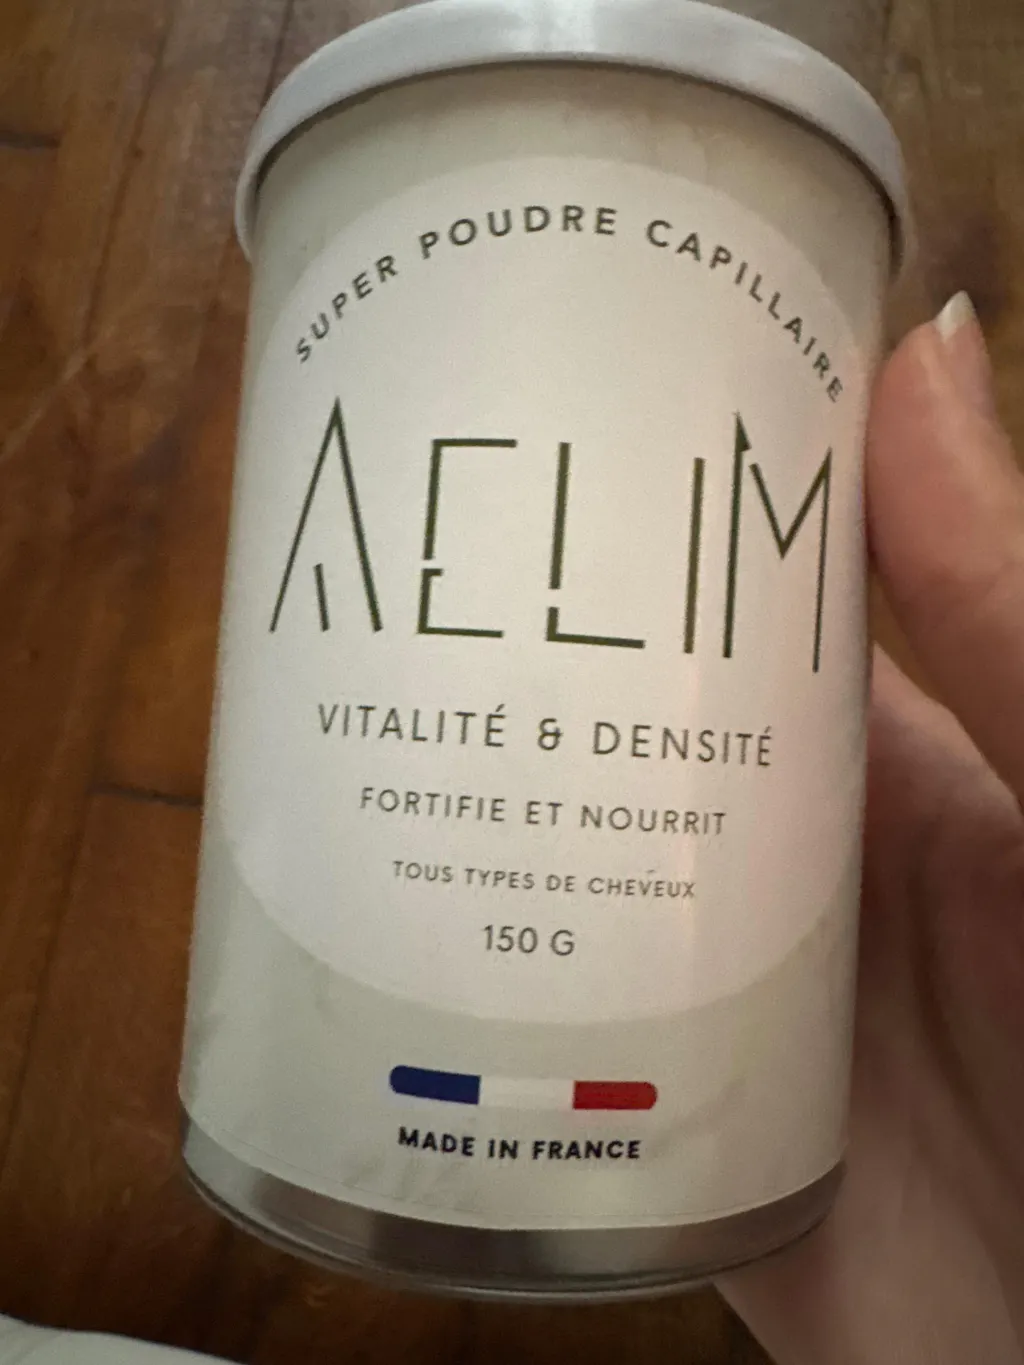 SUPER POUDRE CAPILLAIRE
AELIM
VITALITÉ & DENSITÉ
FORTIFIE ET NOURRIT
TOUS TYPES DE CHEVEUX
150 G
MADE IN FRANCE